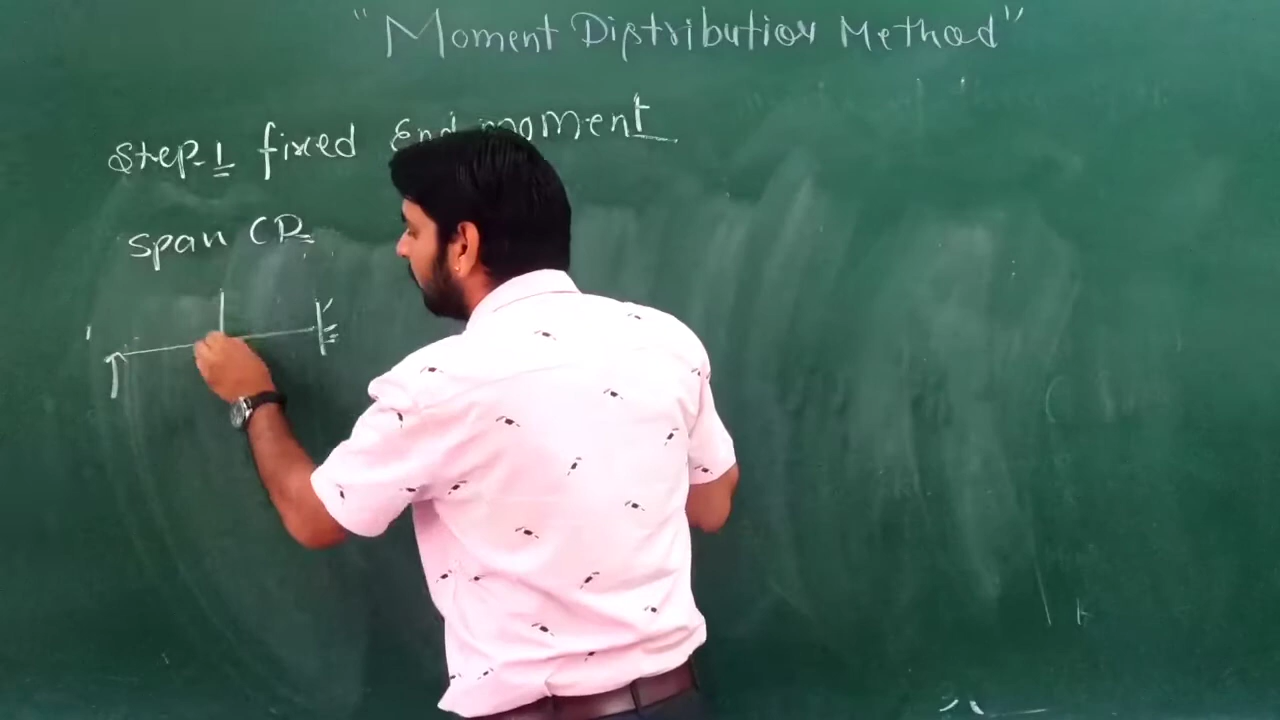 "Moment Distribution Method"
Step-1 fixed End moment
span CD